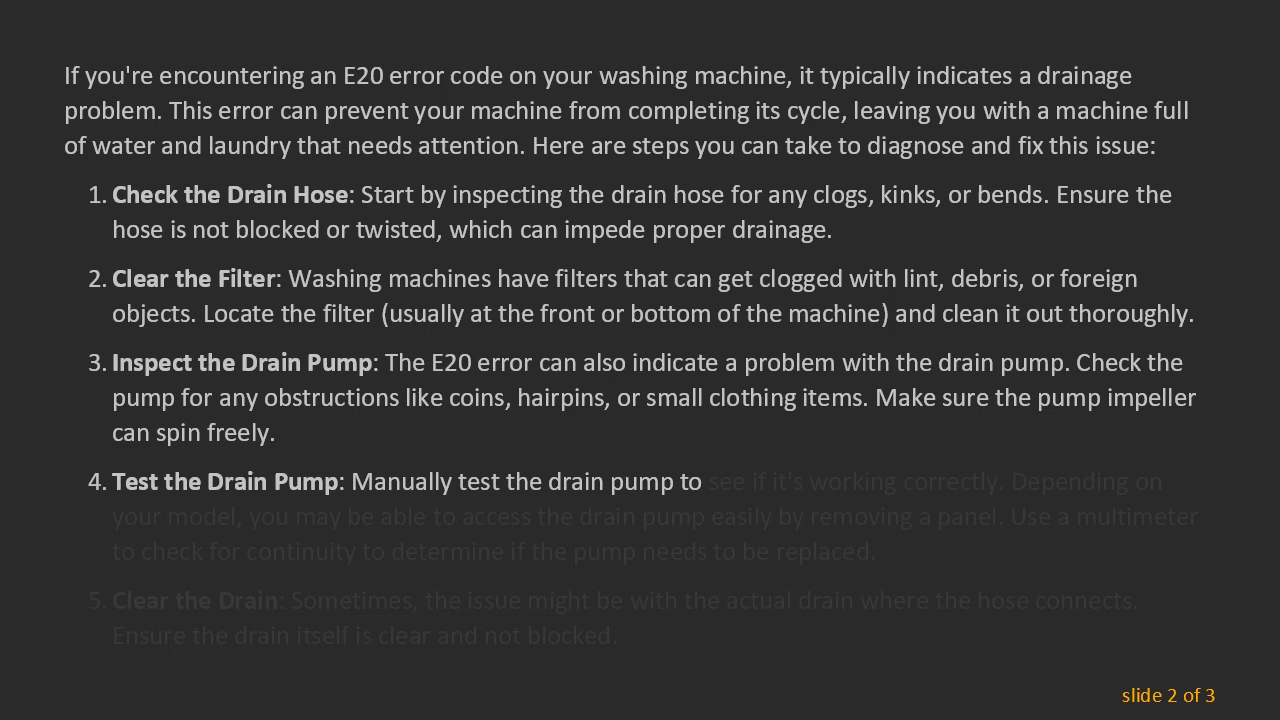 If you're encountering an E20 error code on your washing machine, it typically indicates a drainage
problem. This error can prevent your machine from completing its cycle, leaving you with a machine full
of water and laundry that needs attention. Here are steps you can take to diagnose and fix this issue:
1. Check the Drain Hose: Start by inspecting the drain hose for any clogs, kinks, or bends. Ensure the
hose is not blocked or twisted, which can impede proper drainage.
2. Clear the Filter: Washing machines have filters that can get clogged with lint, debris, or foreign
objects. Locate the filter (usually at the front or bottom of the machine) and clean it out thoroughly.
3. Inspect the Drain Pump: The E20 error can also indicate a problem with the drain pump. Check the
pump for any obstructions like coins, hairpins, or small clothing items. Make sure the pump impeller
can spin freely.
4. Test the Drain Pump: Manually test the drain pump to see if it's working correctly. Depending on
your model, you may be able to access the drain pump easily by removing a panel. Use a multimeter
to check for continuity to determine if the pump needs to be replaced.
5. Clear the Drain: Sometimes, the issue might be with the actual drain where the hose connects.
Ensure the drain itself is clear and not blocked.
slide 2 of 3